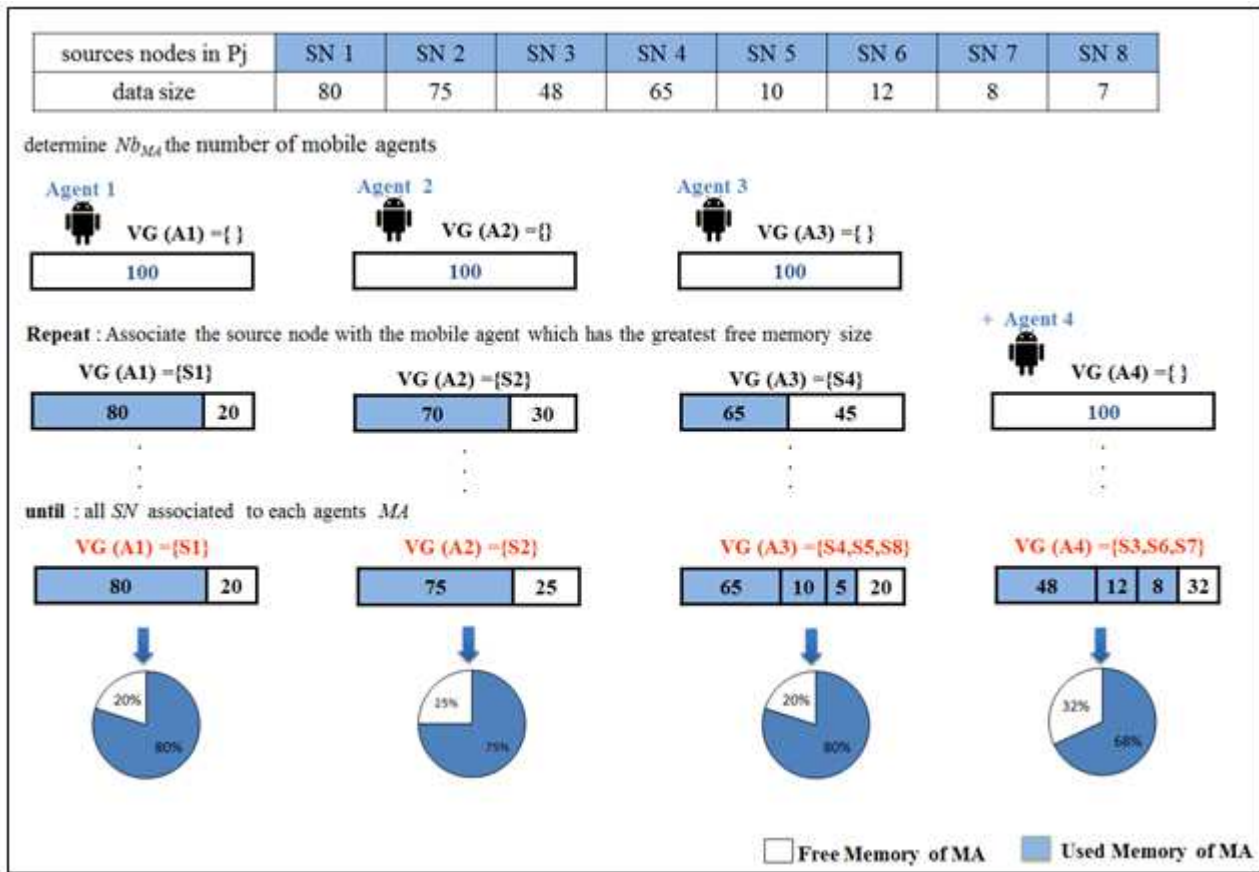 sources nodes in Pj SN 1 SN 2 SN 3 SN 4 SN 5 SN 6 SN 7 SN 8
data size 80 75 48 65 10 12 8 7
determine NbMA the number of mobile agents
Agent 1 Agent 2 Agent 3
VG (A1) ={ } VG (A2) ={} VG (A3) ={ }
100 100 100
+ Agent 4
Repeat : Associate the source node with the mobile agent which has the greatest free memory size
VG (A1) ={S1} VG (A2) ={S2} VG (A3) ={S4} VG (A4) ={ }
80 20 70 30 65 45 100
until : all SN associated to each agents MA
VG (A1) ={S1} VG (A2) ={S2} VG (A3) ={S4,S5,S8} VG (A4) ={S3,S6,S7}
80 20 75 25 65 10 5 20 48 12 8 32
20% 25% 20% 32%
80% 75% 80% 68%
Free Memory of MA Used Memory of MA